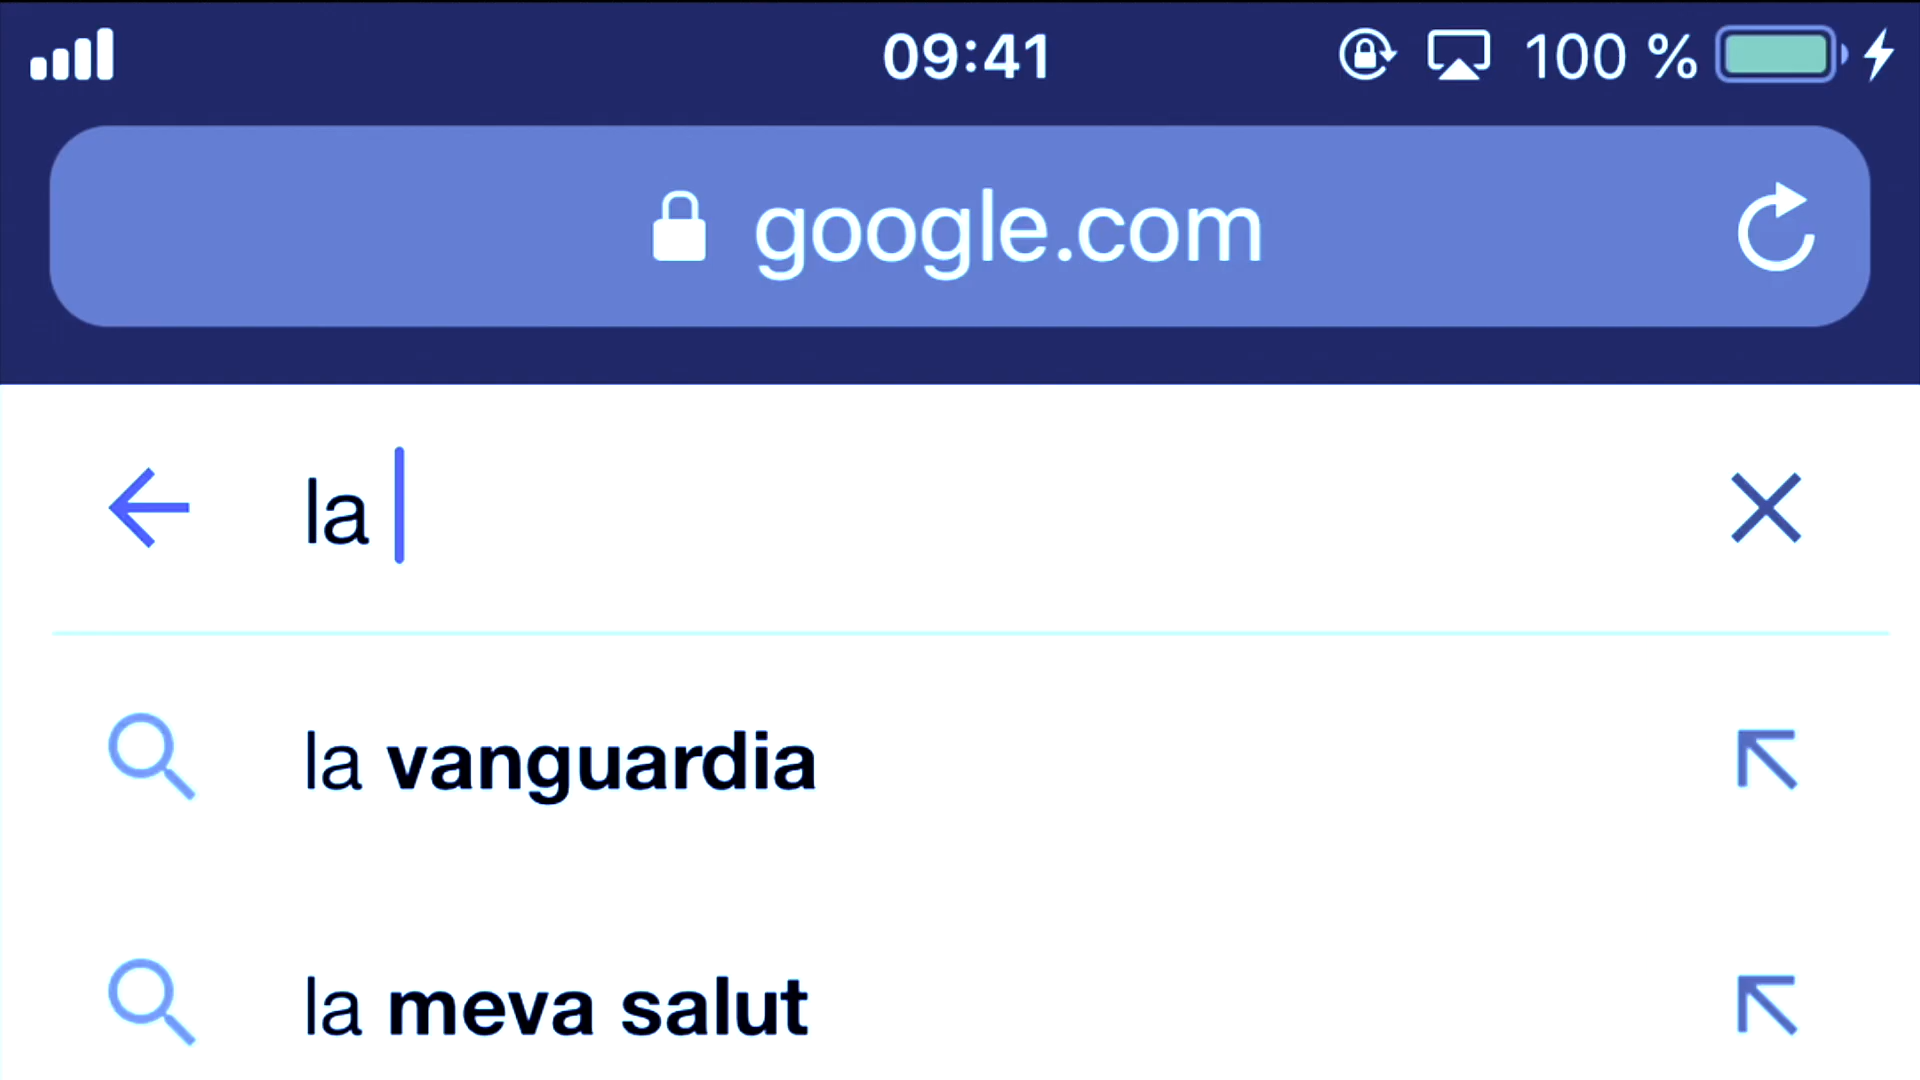 09:41 100 %
google.com
la
la vanguardia
la meva salut